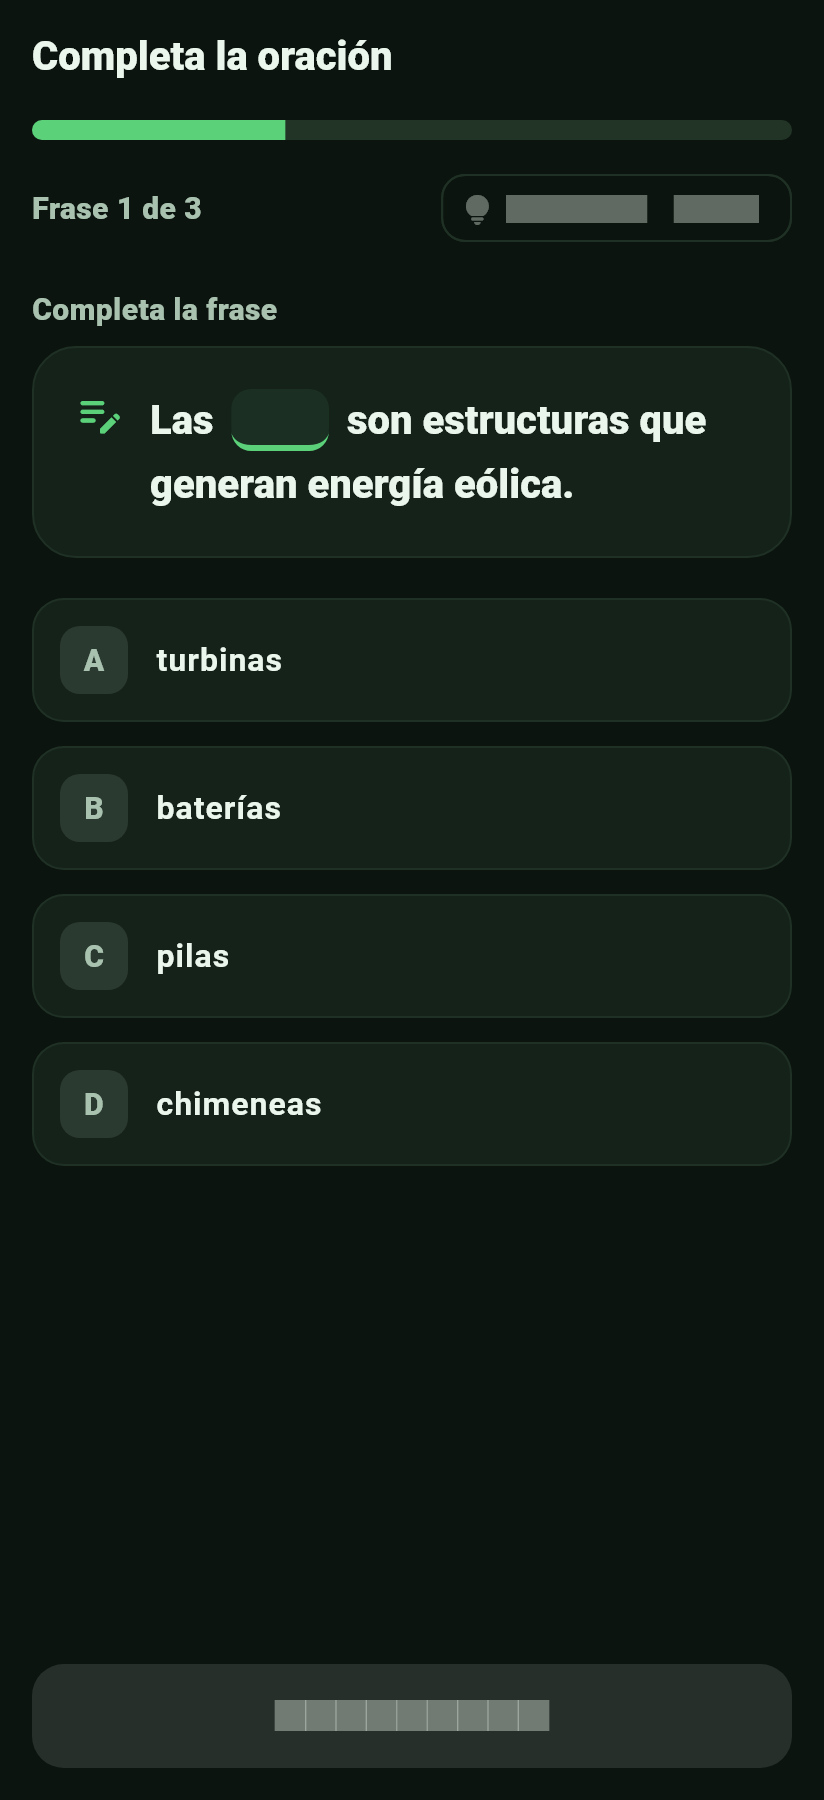 Completa la oración
Frase 1 de 3
Completa la frase
Las son estructuras que
generan energía eólica.
A turbinas
B baterías
C pilas
D chimeneas